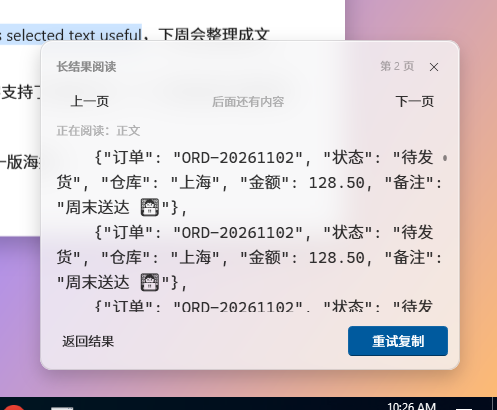 s selected text useful，下周会整理成文
长结果阅读
第 2 页
上一页
后面还有内容
下一页
支持了
正在阅读：正文
一版海
{"订单": "ORD-20261102", "状态": "待发
货", "仓库": "上海", "金额": 128.50, "备注":
"周末送达 "},
{"订单": "ORD-20261102", "状态": "待发
货", "仓库": "上海", "金额": 128.50, "备注":
"周末送达 "},
{"订单": "ORD-20261102", "状态": "待发
返回结果
重试复制
10:26 AM